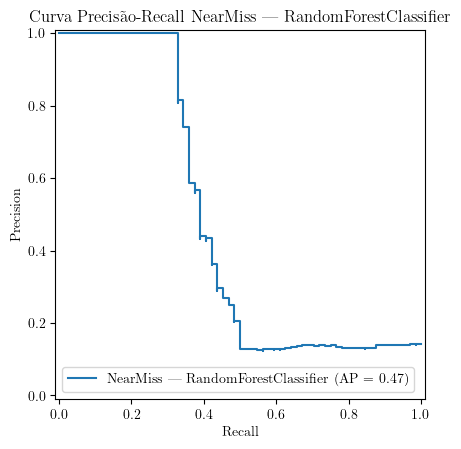 Curva Precisão-Recall NearMiss — RandomForestClassifier
1.0
0.8
0.6
0.4
0.2
0.0
Precision
NearMiss — RandomForestClassifier (AP = 0.47)
0.0 0.2 0.4 0.6 0.8 1.0
Recall